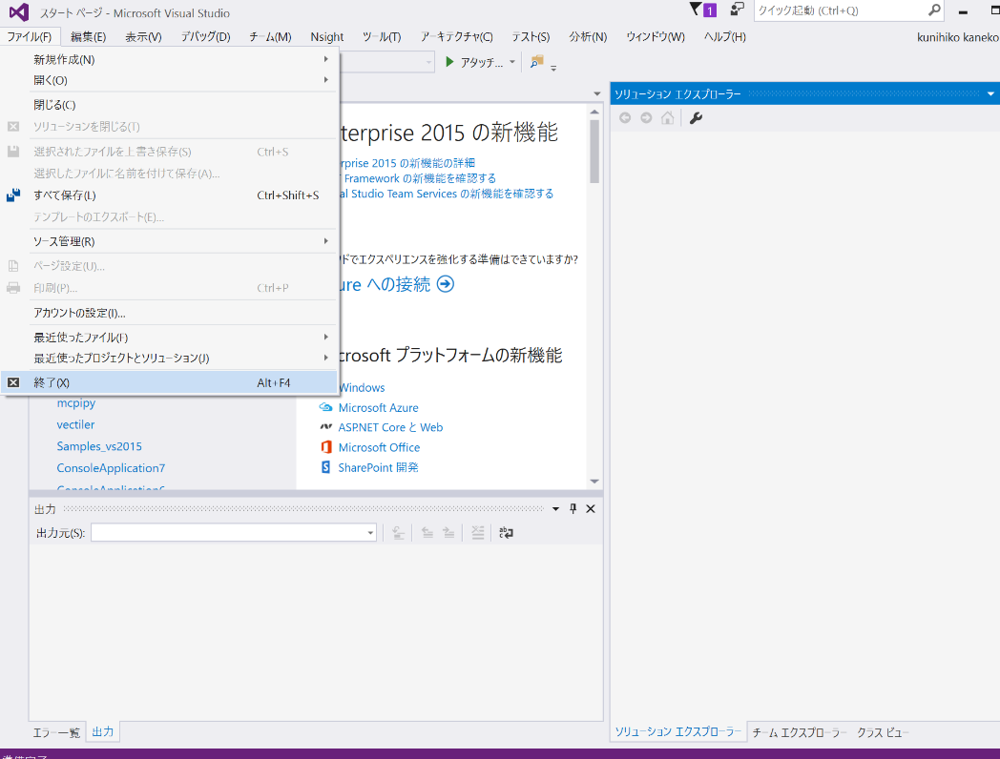 スタート ページ - Microsoft Visual Studio
1
クイック起動 (Ctrl+Q)
ファイル(F) 編集(E) 表示(V) デバッグ(D) チーム(M) Nsight ツール(T) アーキテクチャ(C) テスト(S) 分析(N) ウィンドウ(W) ヘルプ(H) kunihiko kaneko
アタッチ...
新規作成(N)
開く(O)
閉じる(C)
ソリューションを閉じる(T)
選択されたファイルを上書き保存(S) Ctrl+S
選択したファイルに名前を付けて保存(A)...
すべて保存(L) Ctrl+Shift+S
テンプレートのエクスポート(E)...
ソース管理(R)
ページ設定(U)...
印刷(P)... Ctrl+P
アカウントの設定(I)...
最近使ったファイル(F)
最近使ったプロジェクトとソリューション(J)
終了(X) Alt+F4
mcpipy
vectiler
Samples_vs2015
ConsoleApplication7
ConsoleApplication6
terprise 2015 の新機能
rprise 2015 の新機能の詳細
Framework の新機能を確認する
al Studio Team Services の新機能を確認する
ドでエクスペリエンスを強化する準備はできていますか?
ure への接続
crosoft プラットフォームの新機能
Windows
Microsoft Azure
ASP.NET Core と Web
Microsoft Office
SharePoint 開発
ソリューション エクスプローラー
出力
出力元(S):
エラー一覧 出力
ソリューション エクスプローラー チーム エクスプローラー クラス ビュー
準備完了